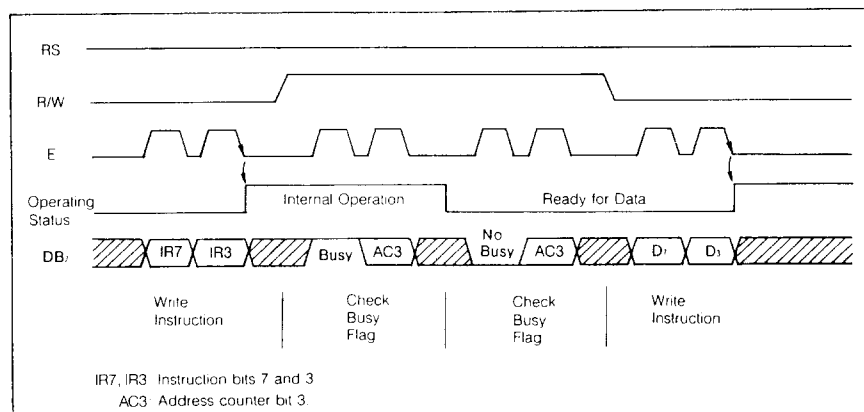 RS
R/W
E
Operating Status
Internal Operation
Ready for Data
DB7
IR7
IR3
Busy
AC3
No Busy
AC3
D7
D3
Write Instruction
Check Busy Flag
Check Busy Flag
Write Instruction
IR7, IR3 Instruction bits 7 and 3
AC3: Address counter bit 3.